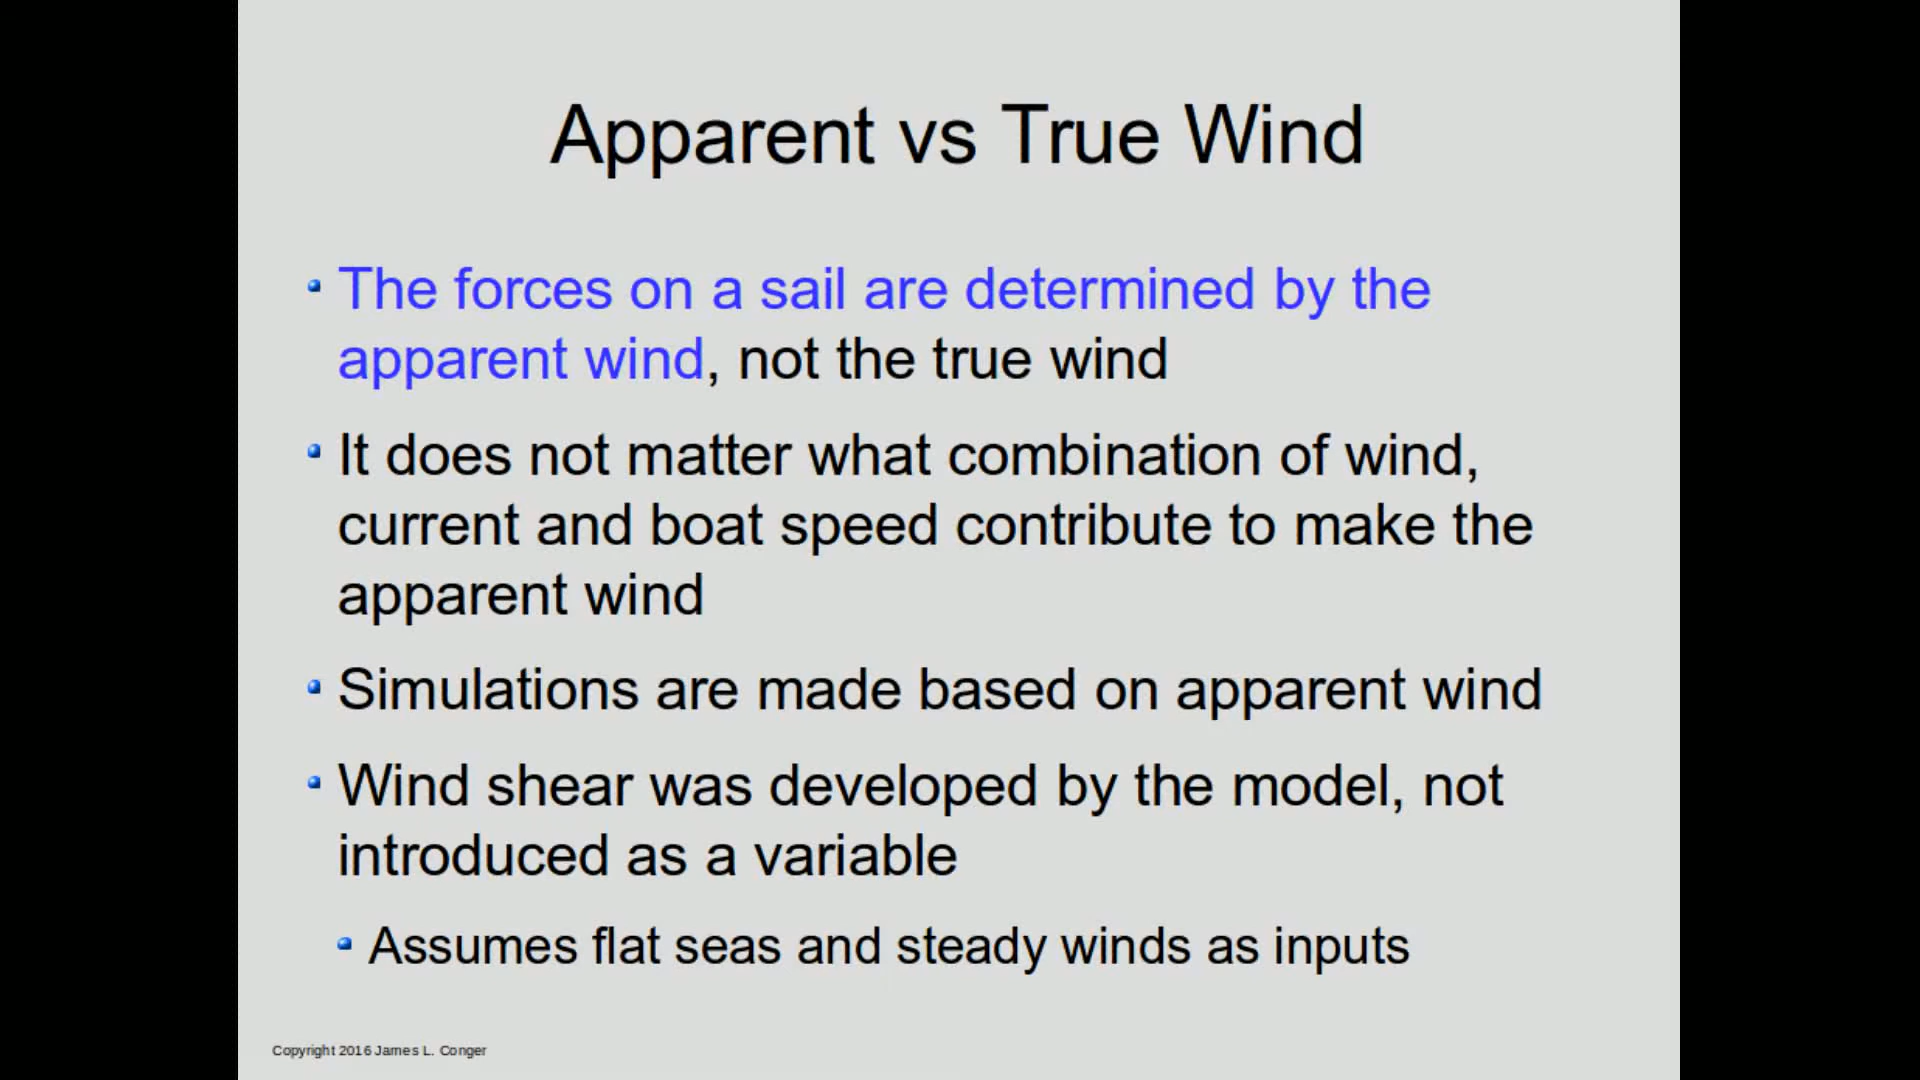 Apparent vs True Wind
The forces on a sail are determined by the
apparent wind, not the true wind
It does not matter what combination of wind,
current and boat speed contribute to make the
apparent wind
Simulations are made based on apparent wind
Wind shear was developed by the model, not
introduced as a variable
Assumes flat seas and steady winds as inputs
Copyright 2016 James L. Conger